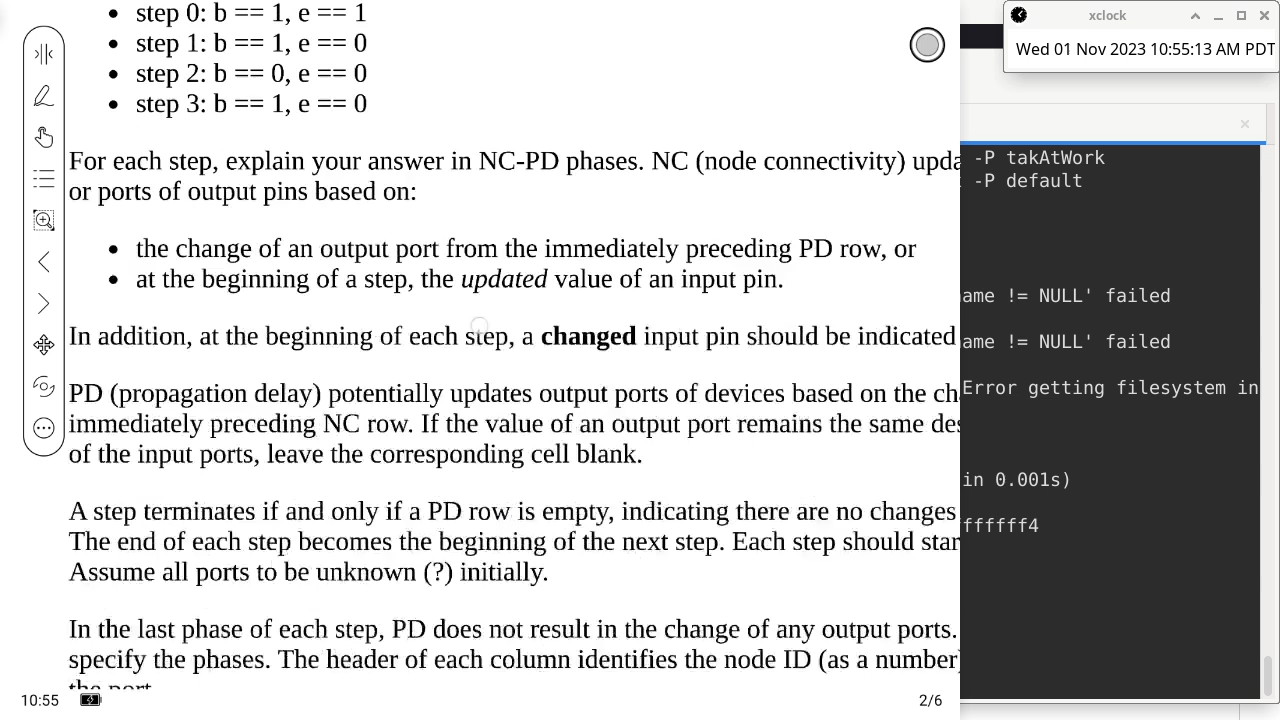 step 0: b == 1, e == 1
step 1: b == 1, e == 0
step 2: b == 0, e == 0
step 3: b == 1, e == 0
For each step, explain your answer in NC-PD phases. NC (node connectivity) upda
or ports of output pins based on:
the change of an output port from the immediately preceding PD row, or
at the beginning of a step, the updated value of an input pin.
In addition, at the beginning of each step, a changed input pin should be indicated
PD (propagation delay) potentially updates output ports of devices based on the ch
immediately preceding NC row. If the value of an output port remains the same des
of the input ports, leave the corresponding cell blank.
A step terminates if and only if a PD row is empty, indicating there are no changes
The end of each step becomes the beginning of the next step. Each step should star
Assume all ports to be unknown (?) initially.
In the last phase of each step, PD does not result in the change of any output ports.
specify the phases. The header of each column identifies the node ID (as a number)
the port
10:55
2/6
xclock
Wed 01 Nov 2023 10:55:13 AM PDT
-P takAtWork
-P default
ame != NULL' failed
ame != NULL' failed
Error getting filesystem in
in 0.001s)
ffffff4